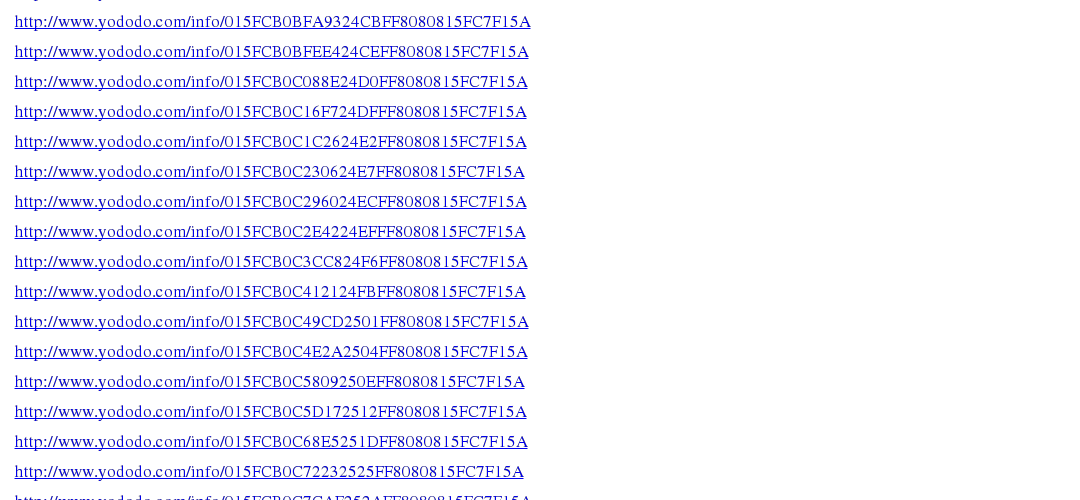 http://www.yododo.com/info/015FCB0BFA9324CBFF8080815FC7F15A
http://www.yododo.com/info/015FCB0BFEE424CEFF8080815FC7F15A
http://www.yododo.com/info/015FCB0C088E24D0FF8080815FC7F15A
http://www.yododo.com/info/015FCB0C16F724DFFF8080815FC7F15A
http://www.yododo.com/info/015FCB0C1C2624E2FF8080815FC7F15A
http://www.yododo.com/info/015FCB0C230624E7FF8080815FC7F15A
http://www.yododo.com/info/015FCB0C296024ECFF8080815FC7F15A
http://www.yododo.com/info/015FCB0C2E4224EFFF8080815FC7F15A
http://www.yododo.com/info/015FCB0C3CC824F6FF8080815FC7F15A
http://www.yododo.com/info/015FCB0C412124FBFF8080815FC7F15A
http://www.yododo.com/info/015FCB0C49CD2501FF8080815FC7F15A
http://www.yododo.com/info/015FCB0C4E2A2504FF8080815FC7F15A
http://www.yododo.com/info/015FCB0C5809250EFF8080815FC7F15A
http://www.yododo.com/info/015FCB0C5D172512FF8080815FC7F15A
http://www.yododo.com/info/015FCB0C68E5251DFF8080815FC7F15A
http://www.yododo.com/info/015FCB0C72232525FF8080815FC7F15A